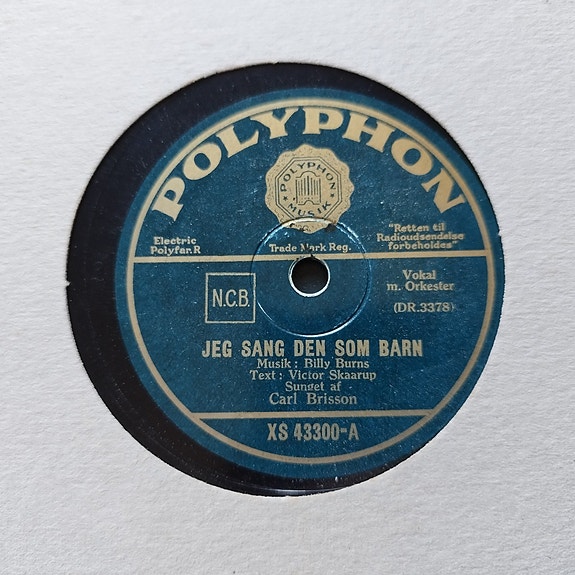 POLYPHON
POLYPHON
MUSIK
Electric
Polyfar.R
Trade Mark Reg.
"Retten til
Radioudsendelse
forbeholdes"
N.C.B.
Vokal
m. Orkester
(DR.3378)
JEG SANG DEN SOM BARN
Musik: Billy Burns
Text: Victor Skaarup
Sunget af
Carl Brisson
XS 43300-A